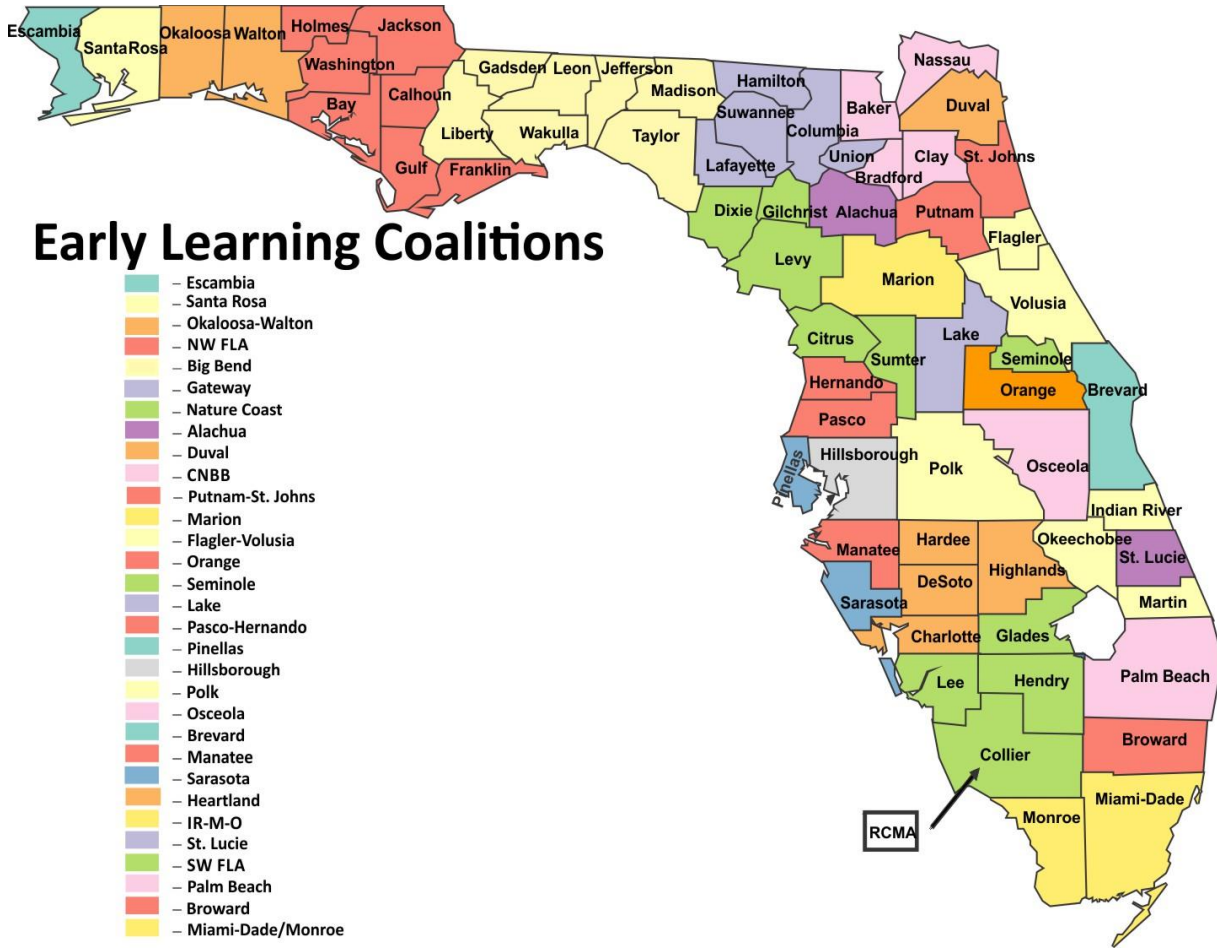 Escambia
Santa Rosa
Okaloosa
Walton
Holmes
Jackson
Washington
Bay
Calhoun
Gulf
Liberty
Franklin
Gadsden
Leon
Jefferson
Madison
Wakulla
Taylor
Hamilton
Suwannee
Columbia
Lafayette
Baker
Nassau
Duval
Union
Bradford
Clay
St. Johns
Dixie
Gilchrist
Alachua
Putnam
Flagler
Levy
Marion
Volusia
Citrus
Sumter
Lake
Seminole
Orange
Brevard
Hernando
Pasco
Pinellas
Hillsborough
Polk
Osceola
Indian River
Manatee
Hardee
Highlands
Okeechobee
St. Lucie
DeSoto
Sarasota
Charlotte
Glades
Martin
Lee
Hendry
Palm Beach
Collier
Broward
Miami-Dade
Monroe
RCMA
Early Learning Coalitions
– Escambia
– Santa Rosa
– Okaloosa-Walton
– NW FLA
– Big Bend
– Gateway
– Nature Coast
– Alachua
– Duval
– CNBB
– Putnam-St. Johns
– Marion
– Flagler-Volusia
– Orange
– Seminole
– Lake
– Pasco-Hernando
– Pinellas
– Hillsborough
– Polk
– Osceola
– Brevard
– Manatee
– Sarasota
– Heartland
– IR-M-O
– St. Lucie
– SW FLA
– Palm Beach
– Broward
– Miami-Dade/Monroe